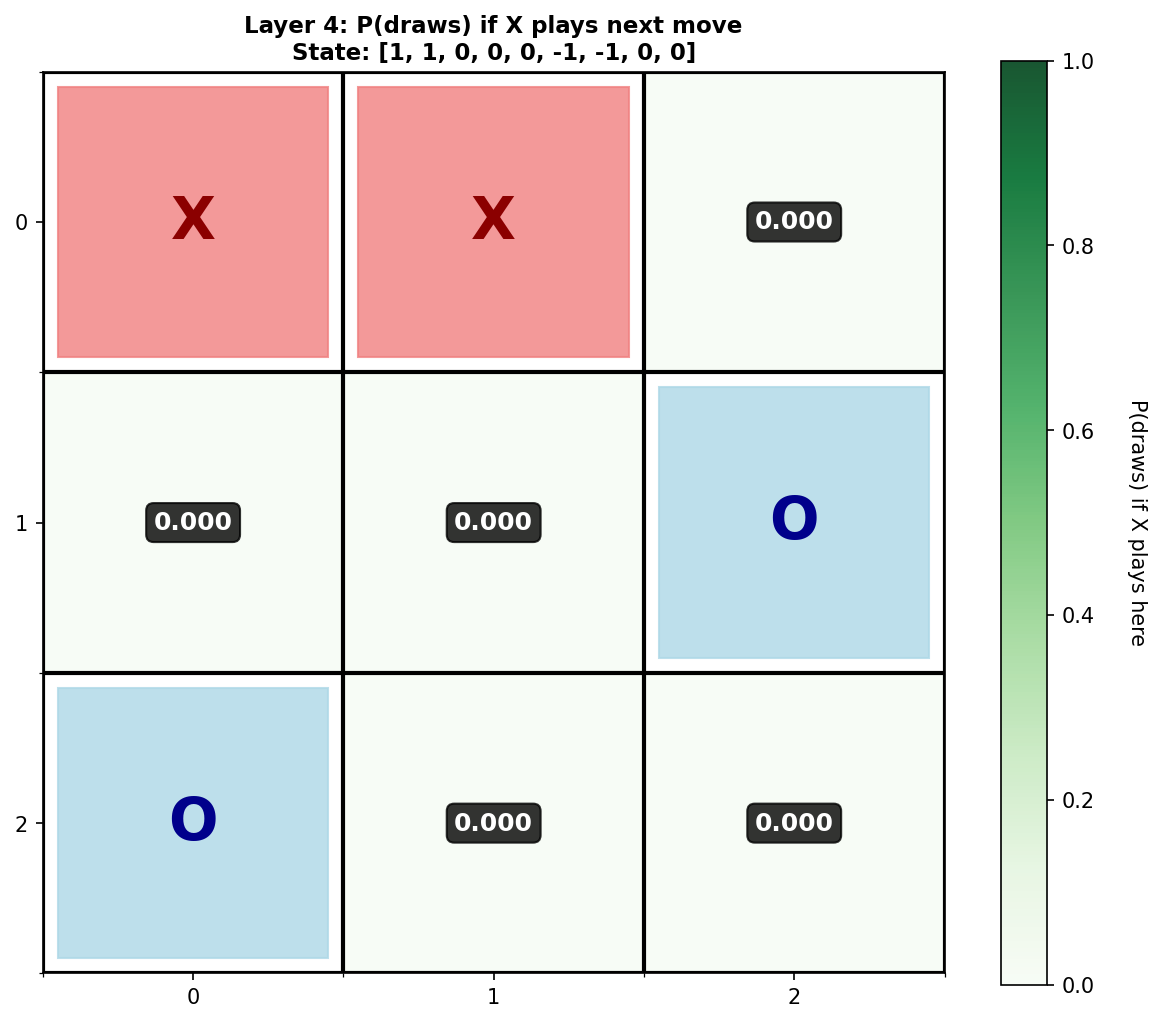 Layer 4: P(draws) if X plays next move
State: [1, 1, 0, 0, 0, -1, -1, 0, 0]
X
X
0.000
0.000
0.000
O
O
0.000
0.000
0
1
2
0
1
2
1.0
0.8
0.6
0.4
0.2
0.0
P(draws) if X plays here